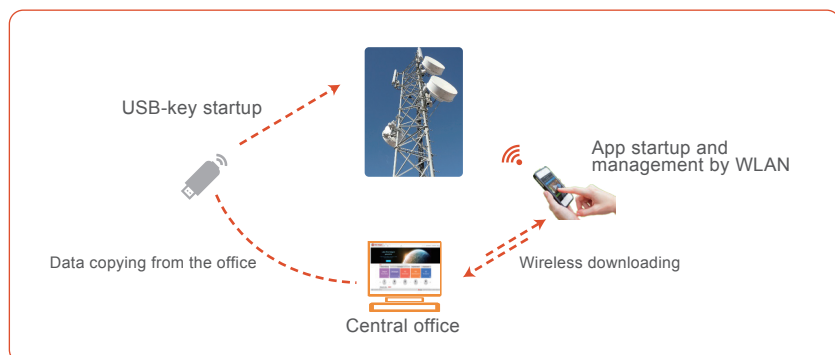 USB-key startup
App startup and
management by WLAN
Data copying from the office
Wireless downloading
Central office